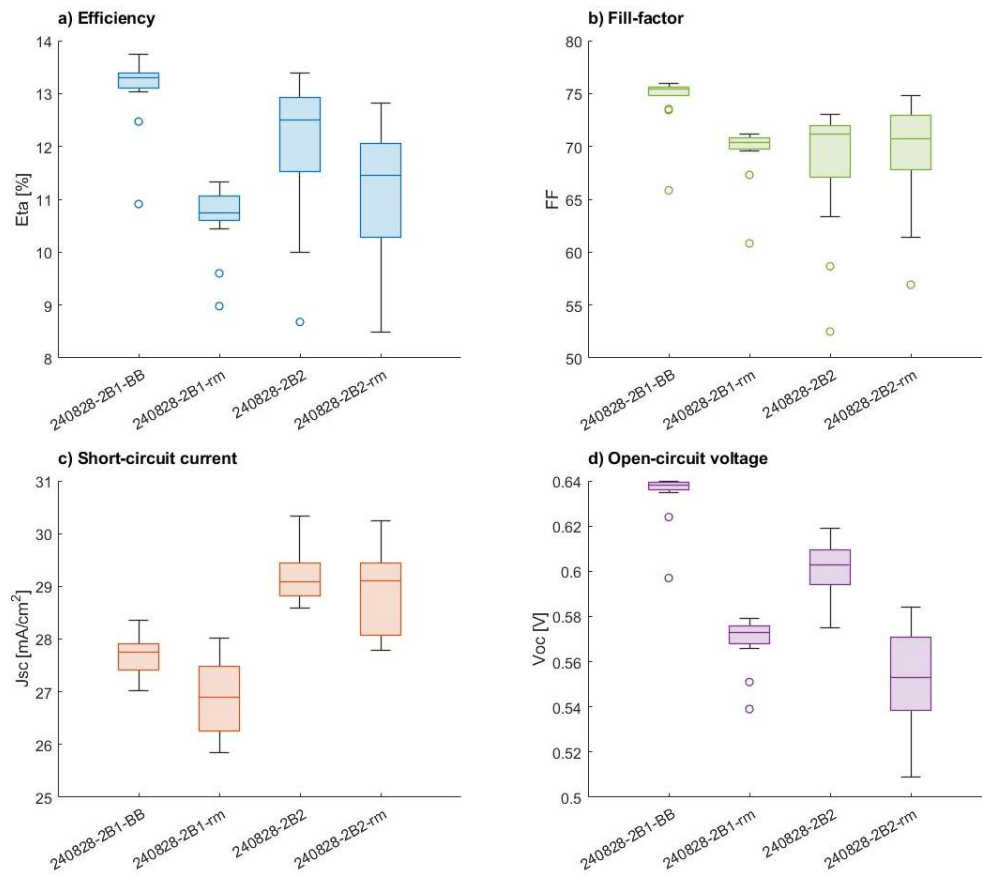 a) Efficiency
14
13
12
11
10
9
8
Eta [%]
240828-2B1-BB
240828-2B1-rm
240828-2B2
240828-2B2-rm
b) Fill-factor
80
75
70
65
60
55
50
FF
240828-2B1-BB
240828-2B1-rm
240828-2B2
240828-2B2-rm
c) Short-circuit current
31
30
29
28
27
26
25
Jsc [mA/cm²]
240828-2B1-BB
240828-2B1-rm
240828-2B2
240828-2B2-rm
d) Open-circuit voltage
0.64
0.62
0.6
0.58
0.56
0.54
0.52
0.5
Voc [V]
240828-2B1-BB
240828-2B1-rm
240828-2B2
240828-2B2-rm